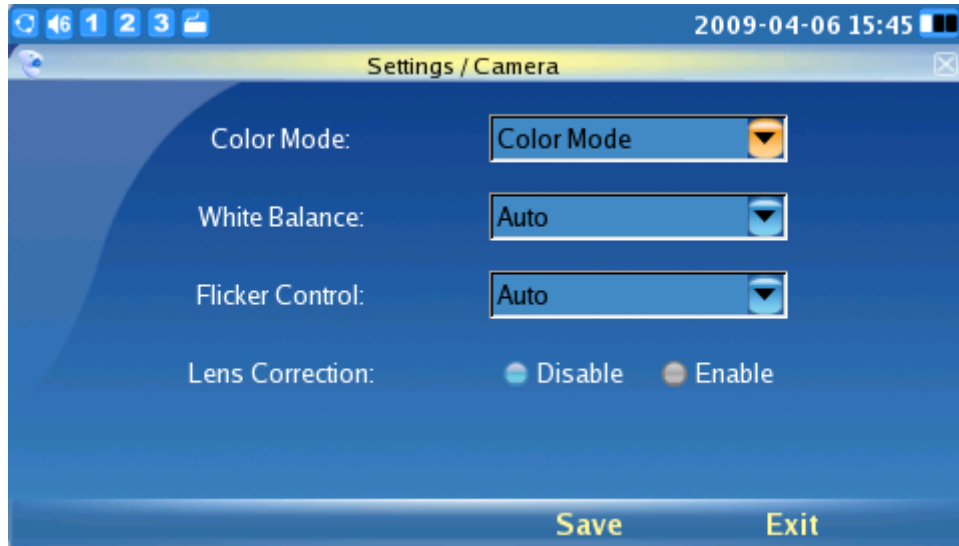 6 1 2 3 2009-04-06 15:45
Settings / Camera
Color Mode: Color Mode
White Balance: Auto
Flicker Control: Auto
Lens Correction: Disable Enable
Save Exit